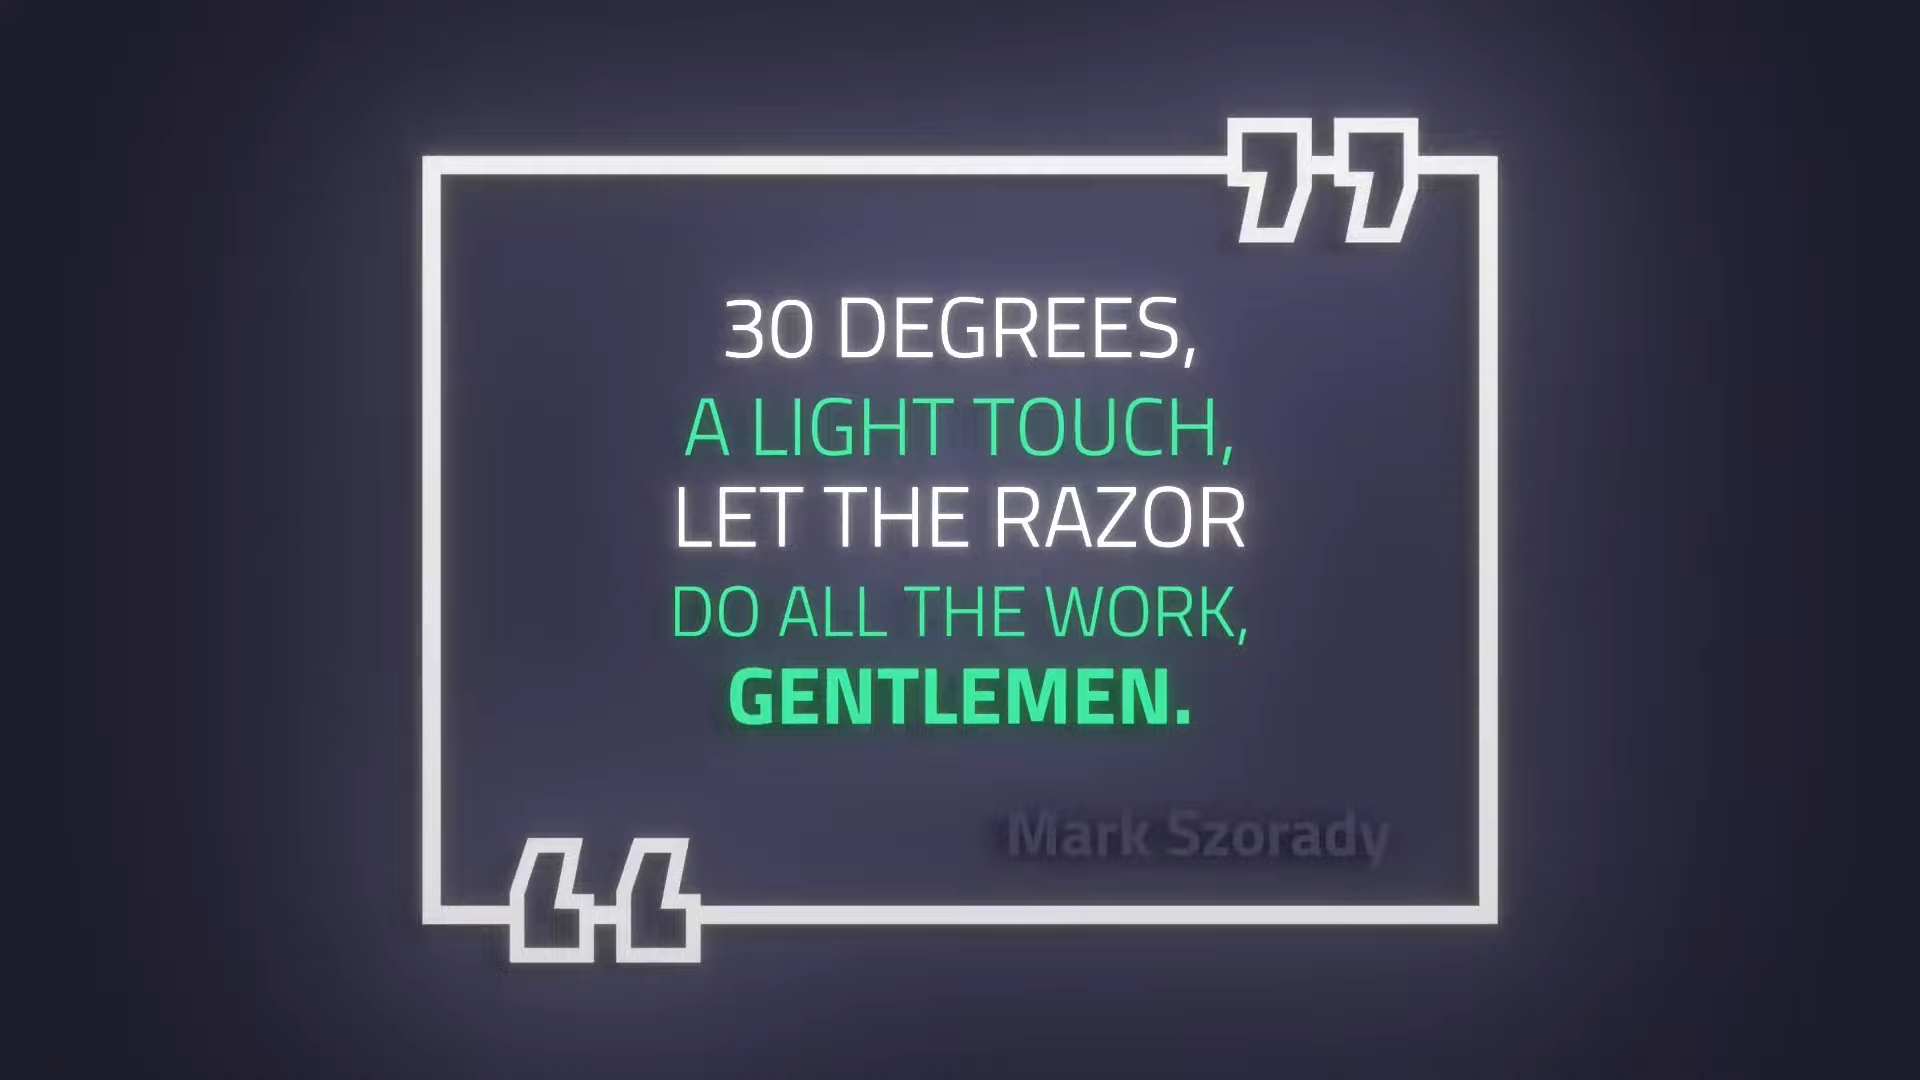 30 DEGREES,
A LIGHT TOUCH,
LET THE RAZOR
DO ALL THE WORK,
GENTLEMEN.
Mark Szorady